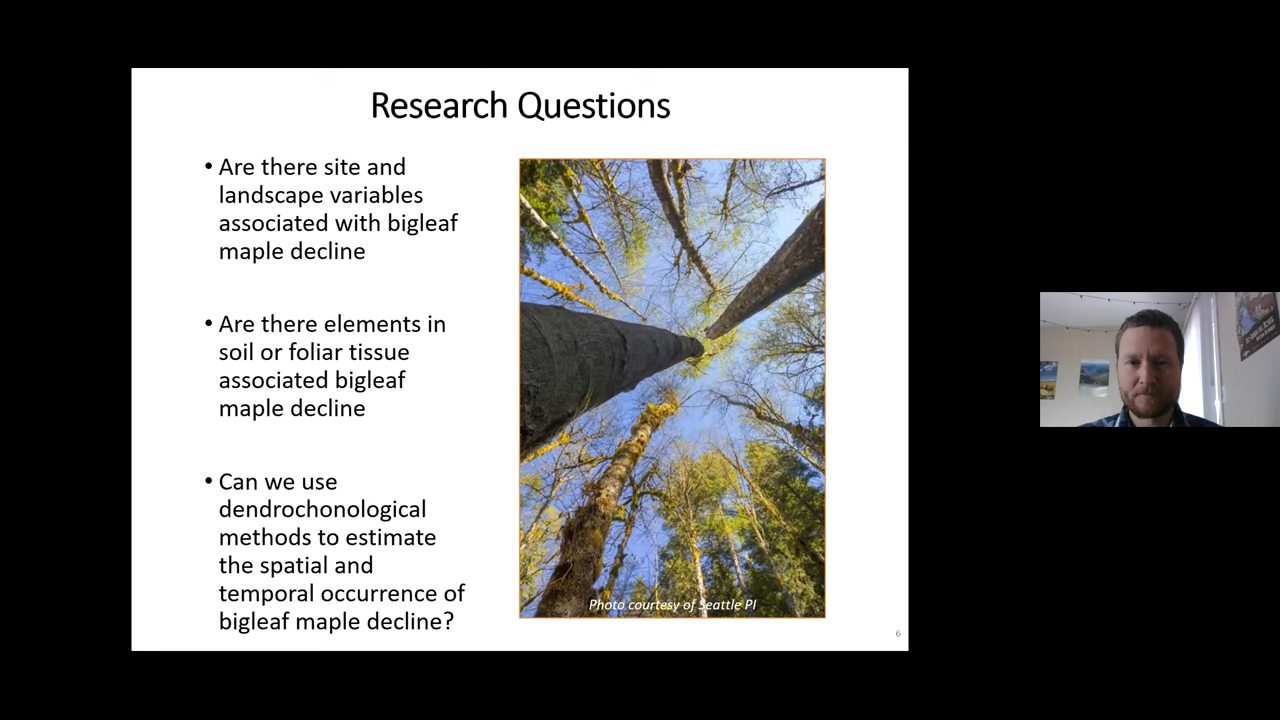 Research Questions
• Are there site and
landscape variables
associated with bigleaf
maple decline
• Are there elements in
soil or foliar tissue
associated bigleaf
maple decline
• Can we use
dendrochonological
methods to estimate
the spatial and
temporal occurrence of
bigleaf maple decline?
Photo courtesy of Seattle PI
6